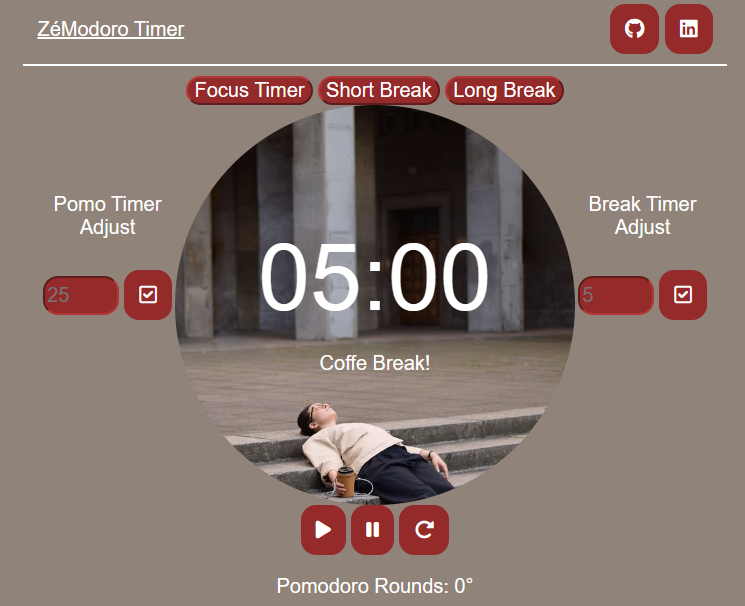 ZéModoro Timer
Focus Timer Short Break Long Break
Pomo Timer
Adjust
25
05:00
Coffe Break!
Break Timer
Adjust
5
Pomodoro Rounds: 0°